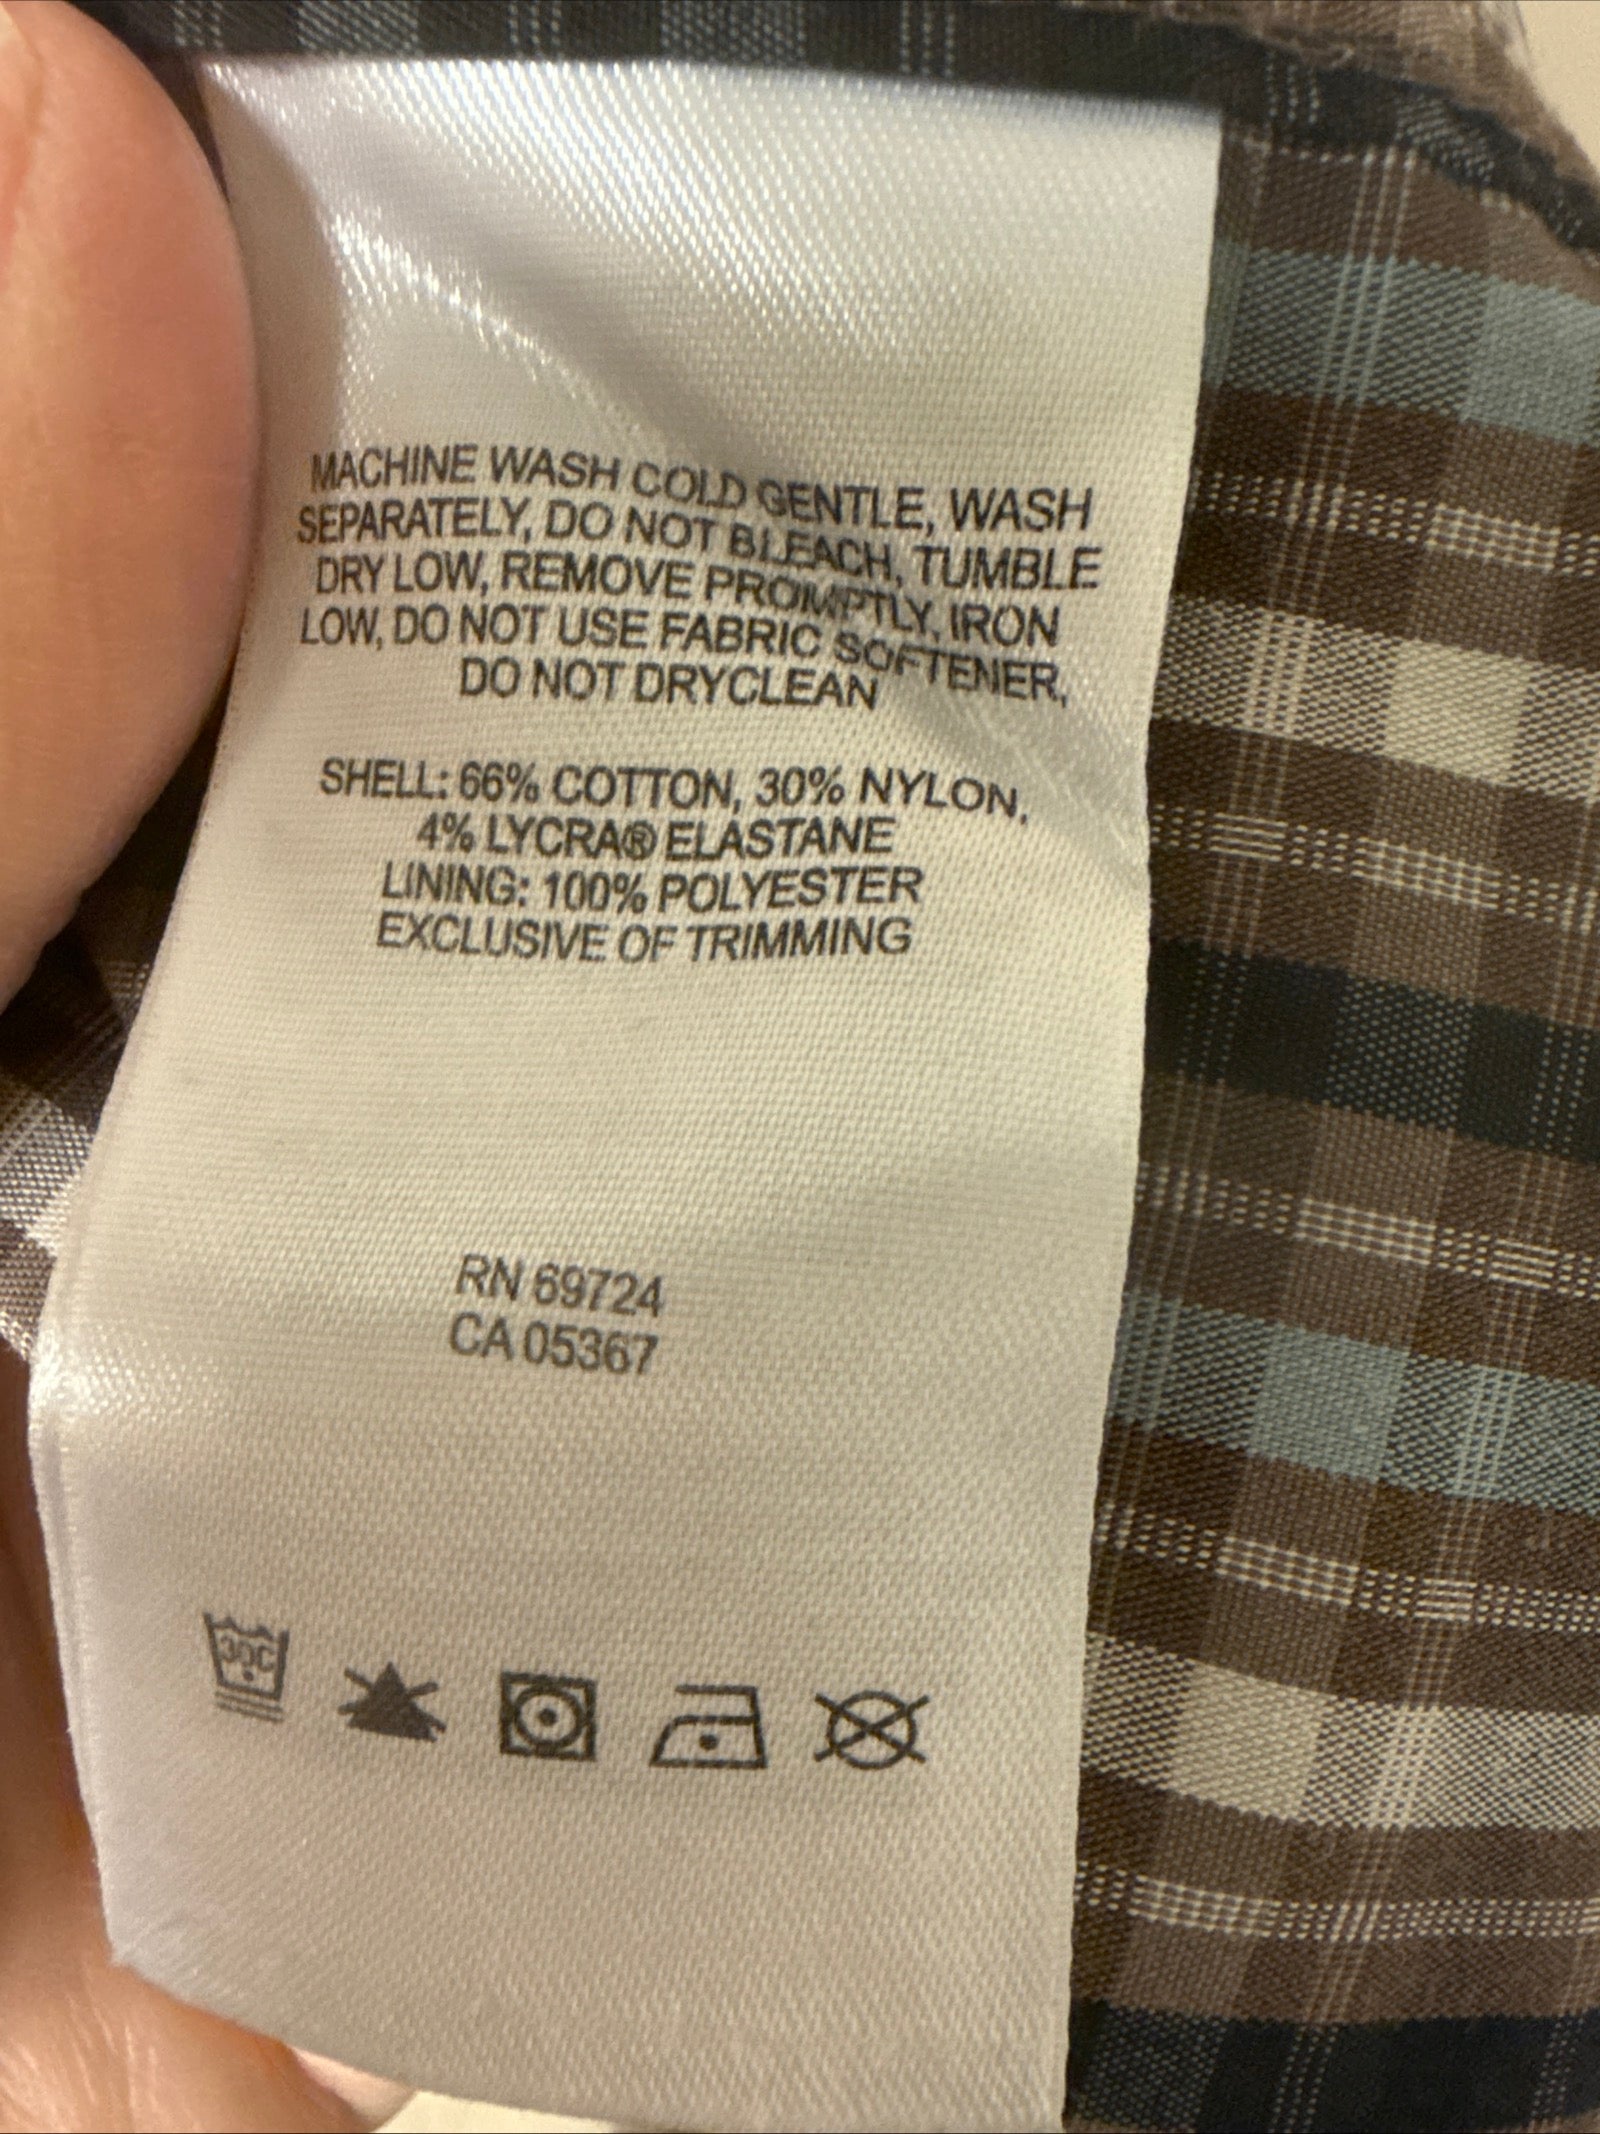 MACHINE WASH COLD GENTLE, WASH
SEPARATELY, DO NOT BLEACH, TUMBLE
DRY LOW, REMOVE PROMPTLY, IRON
LOW, DO NOT USE FABRIC SOFTENER,
DO NOT DRYCLEAN
SHELL: 66% COTTON, 30% NYLON,
4% LYCRA® ELASTANE
LINING: 100% POLYESTER
EXCLUSIVE OF TRIMMING
RN 69724
CA 05367
30C